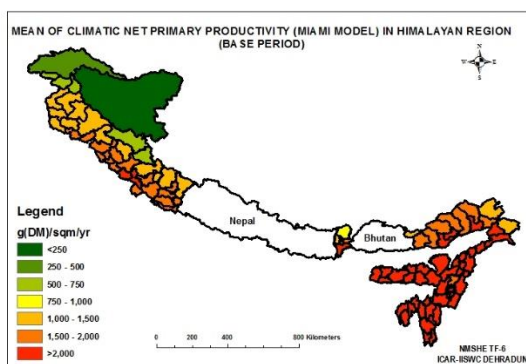 MEAN OF CLIMATIC NET PRIMARY PRODUCTIVITY (MIAMI MODEL) IN HIMALAYAN REGION
(BASE PERIOD)
N
W E
S
Nepal
Bhutan
Legend
g(DM)/sqm/yr
<250
250 - 500
500 - 750
750 - 1,000
1,000 - 1,500
1,500 - 2,000
>2,000
0 200 400 800 Kilometers
NMSHE TF-6
ICAR-IISWC DEHRADUN